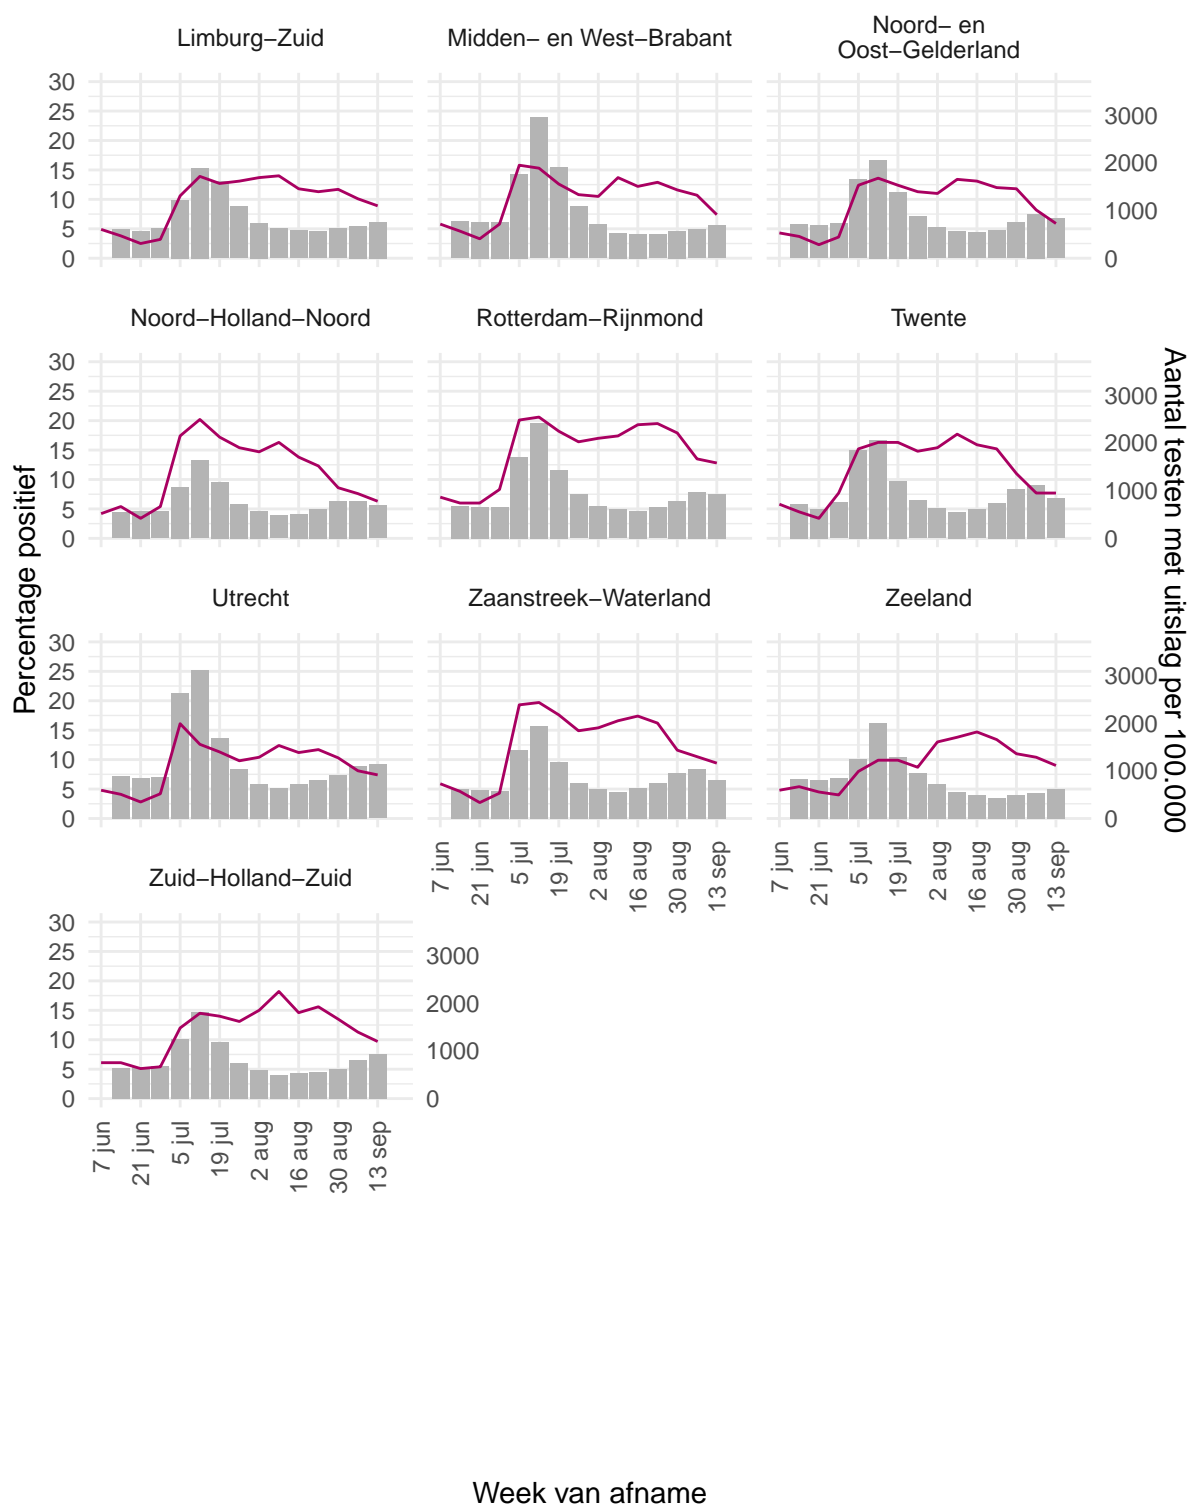 Limburg−Zuid
Midden− en West−Brabant
Noord− en
Oost−Gelderland
30
25
20
15
10
5
0
3000
2000
1000
0
Noord−Holland−Noord
Rotterdam−Rijnmond
Twente
30
25
20
15
10
5
0
3000
2000
1000
0
Percentage positief
Aantal testen met uitslag per 100.000
Utrecht
Zaanstreek−Waterland
Zeeland
30
25
20
15
10
5
0
3000
2000
1000
0
7 jun
21 jun
5 jul
19 jul
2 aug
16 aug
30 aug
13 sep
7 jun
21 jun
5 jul
19 jul
2 aug
16 aug
30 aug
13 sep
Zuid−Holland−Zuid
30
25
20
15
10
5
0
3000
2000
1000
0
7 jun
21 jun
5 jul
19 jul
2 aug
16 aug
30 aug
13 sep
Week van afname